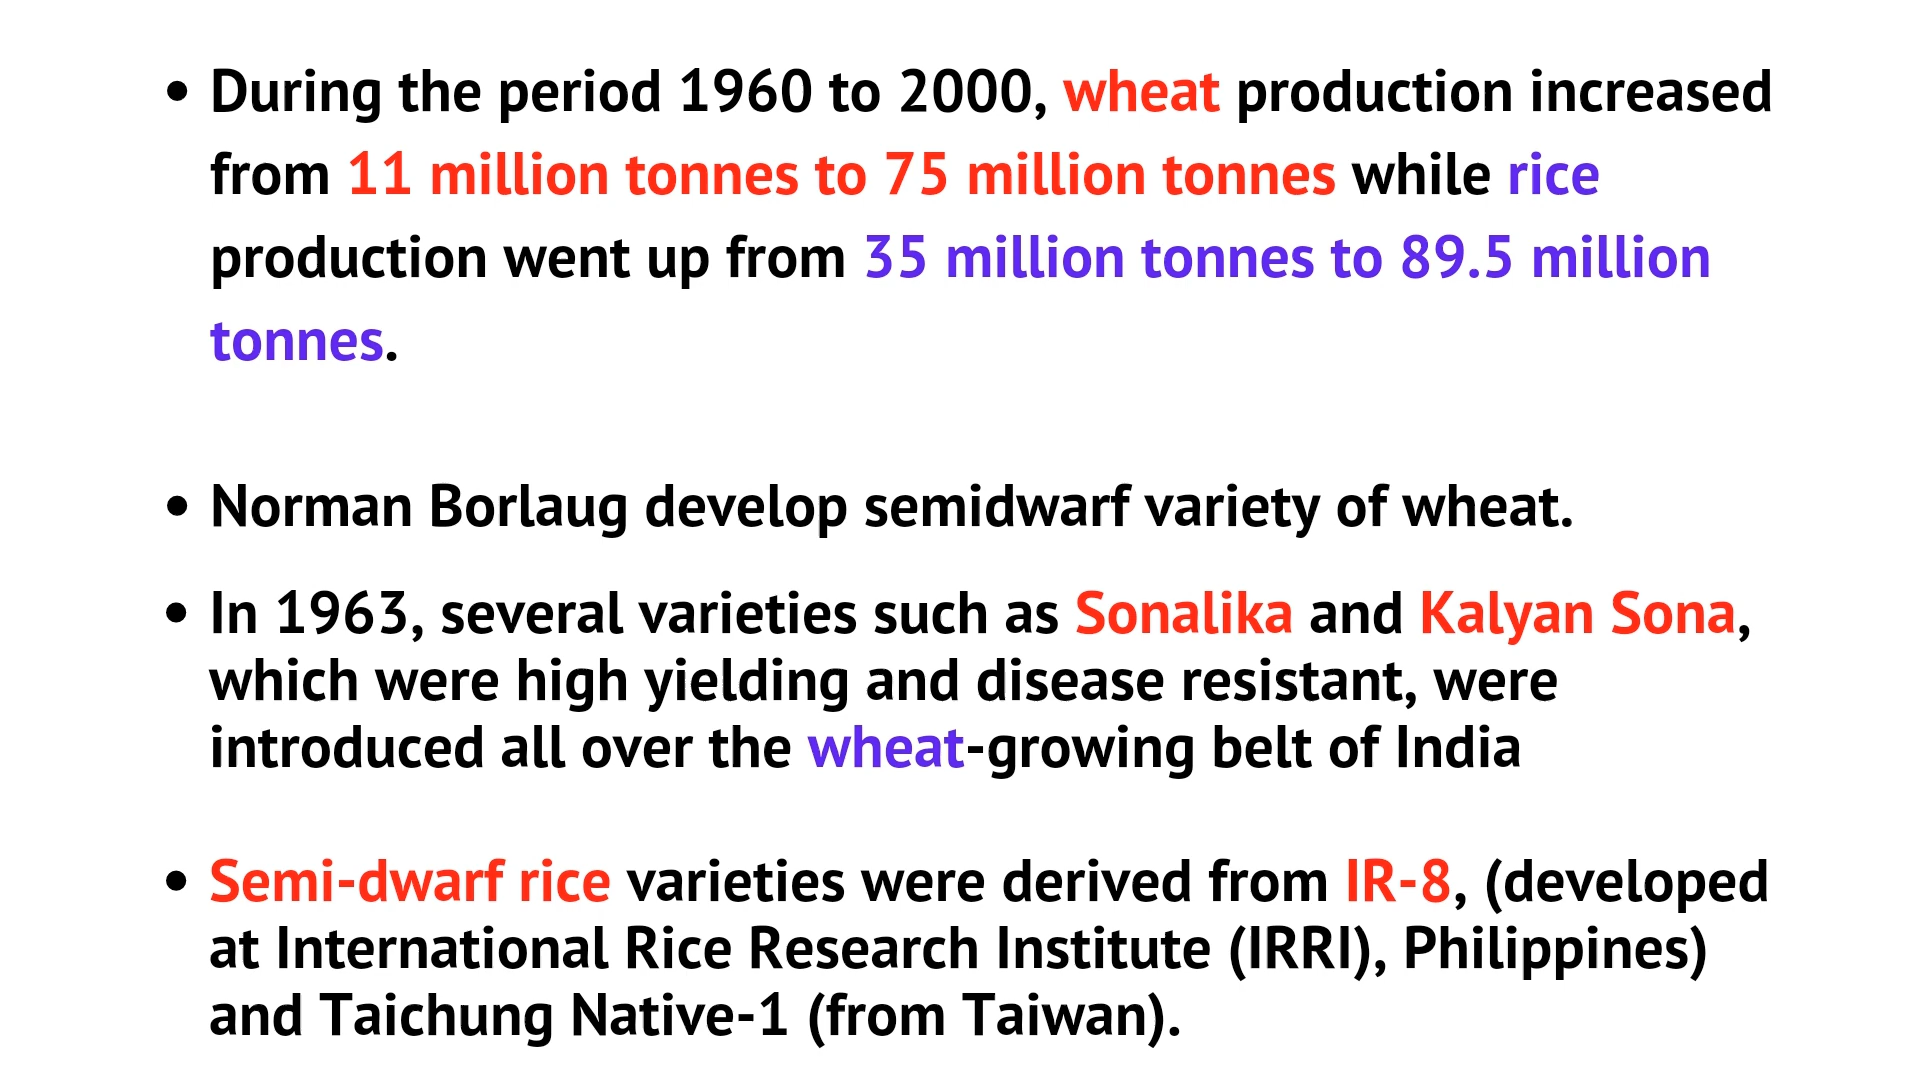 • During the period 1960 to 2000, wheat production increased
from 11 million tonnes to 75 million tonnes while rice
production went up from 35 million tonnes to 89.5 million
tonnes.
• Norman Borlaug develop semidwarf variety of wheat.
• In 1963, several varieties such as Sonalika and Kalyan Sona,
which were high yielding and disease resistant, were
introduced all over the wheat-growing belt of India
• Semi-dwarf rice varieties were derived from IR-8, (developed
at International Rice Research Institute (IRRI), Philippines)
and Taichung Native-1 (from Taiwan).